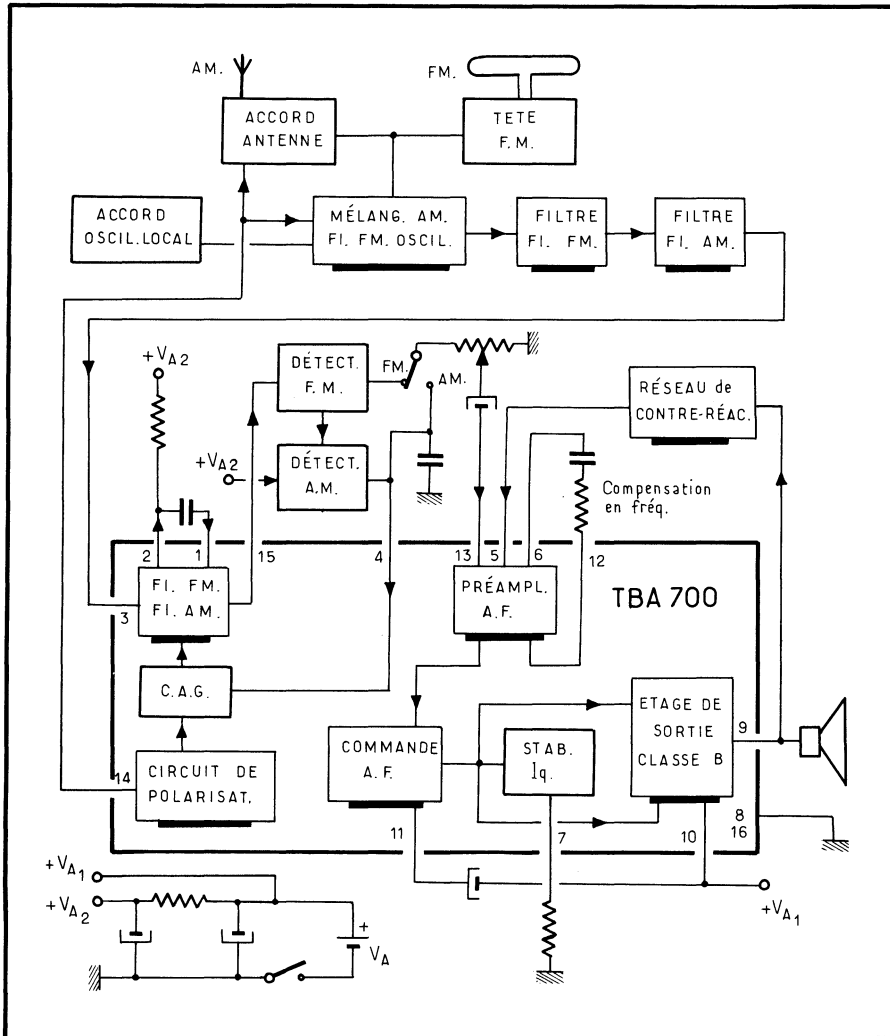 AM.
FM.
ACCORD
ANTENNE
TETE
F.M.
ACCORD
OSCIL.LOCAL
MÉLANG. AM.
FI. FM. OSCIL.
FILTRE
FI. FM.
FILTRE
FI. AM.
+VA2
DÉTECT.
F.M.
FM.
AM.
RÉSEAU de
CONTRE-RÉAC.
+VA2
DÉTECT.
A.M.
Compensation
en fréq.
2
1
15
4
13
5
6
12
FI. FM.
FI. AM.
3
PRÉAMPL.
A.F.
TBA 700
C.A.G.
ETAGE DE
SORTIE
CLASSE B
9
COMMANDE
A.F.
STAB.
Iq.
14
CIRCUIT DE
POLARISAT.
8
16
11
7
10
+VA1
+VA2
+
VA
+VA1